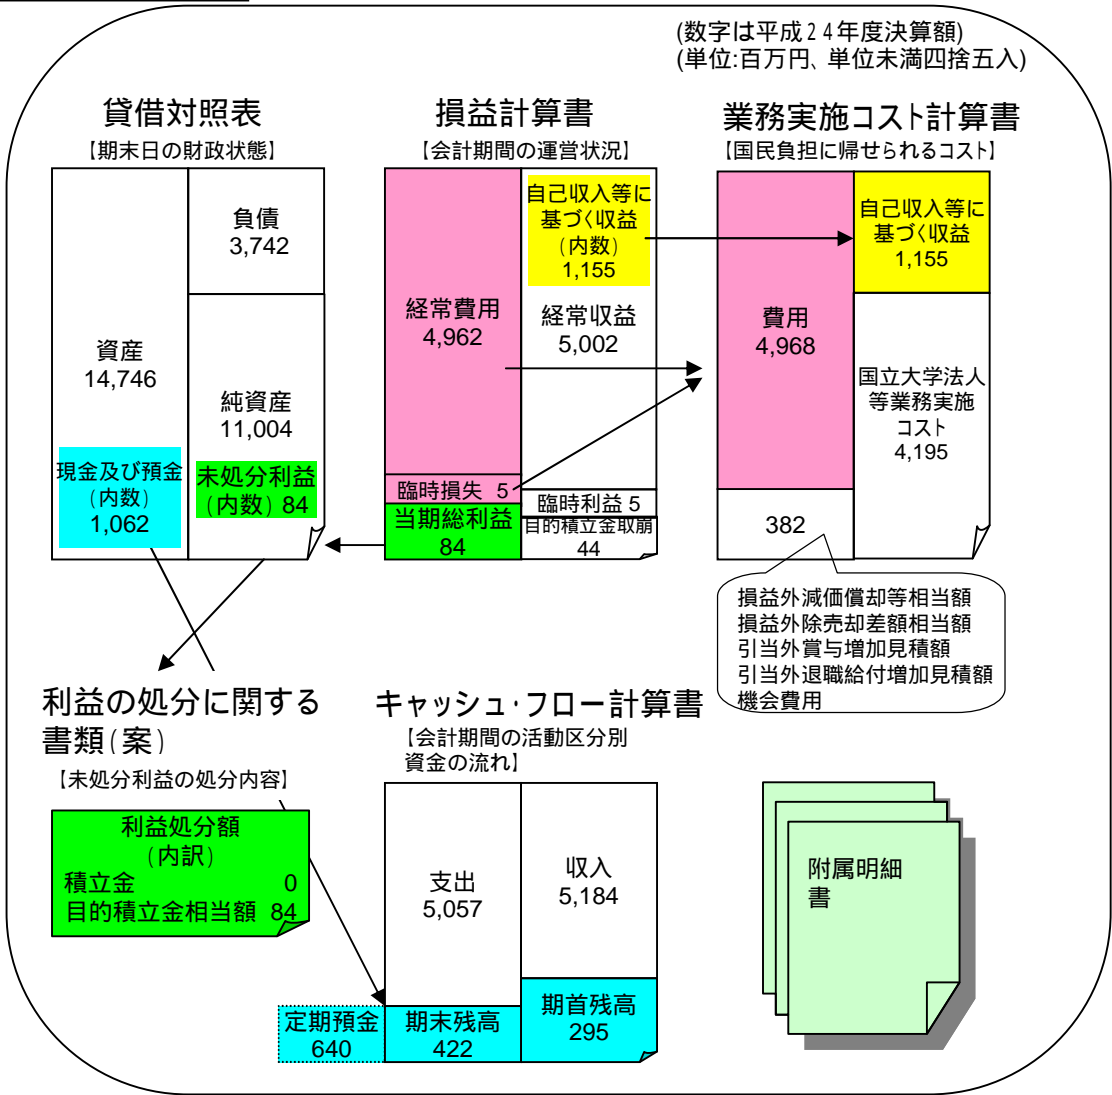 (数字は平成24年度決算額)
(単位:百万円、単位未満四捨五入)
貸借対照表
【期末日の財政状態】
資産
14,746
現金及び預金
(内数)
1,062
負債
3,742
純資産
11,004
未処分利益
(内数) 84
損益計算書
【会計期間の運営状況】
経常費用
4,962
臨時損失 5
当期総利益
84
自己収入等に
基づく収益
(内数)
1,155
経常収益
5,002
臨時利益 5
目的積立金取崩
44
業務実施コスト計算書
【国民負担に帰せられるコスト】
費用
4,968
382
自己収入等に
基づく収益
1,155
国立大学法人
等業務実施
コスト
4,195
損益外減価償却等相当額
損益外除売却差額相当額
引当外賞与増加見積額
引当外退職給付増加見積額
機会費用
利益の処分に関する
書類(案)
【未処分利益の処分内容】
利益処分額
(内訳)
積立金 0
目的積立金相当額 84
キャッシュ・フロー計算書
【会計期間の活動区分別
資金の流れ】
支出
5,057
収入
5,184
定期預金
640
期末残高
422
期首残高
295
附属明細
書